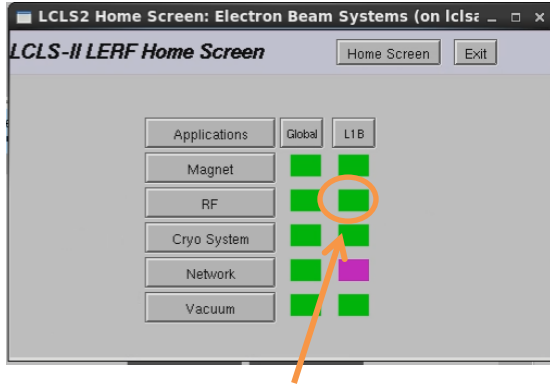 LCLS2 Home Screen: Electron Beam Systems (on lclsa
LCLS-II LERF Home Screen Home Screen Exit
Applications Global L1B
Magnet
RF
Cryo System
Network
Vacuum